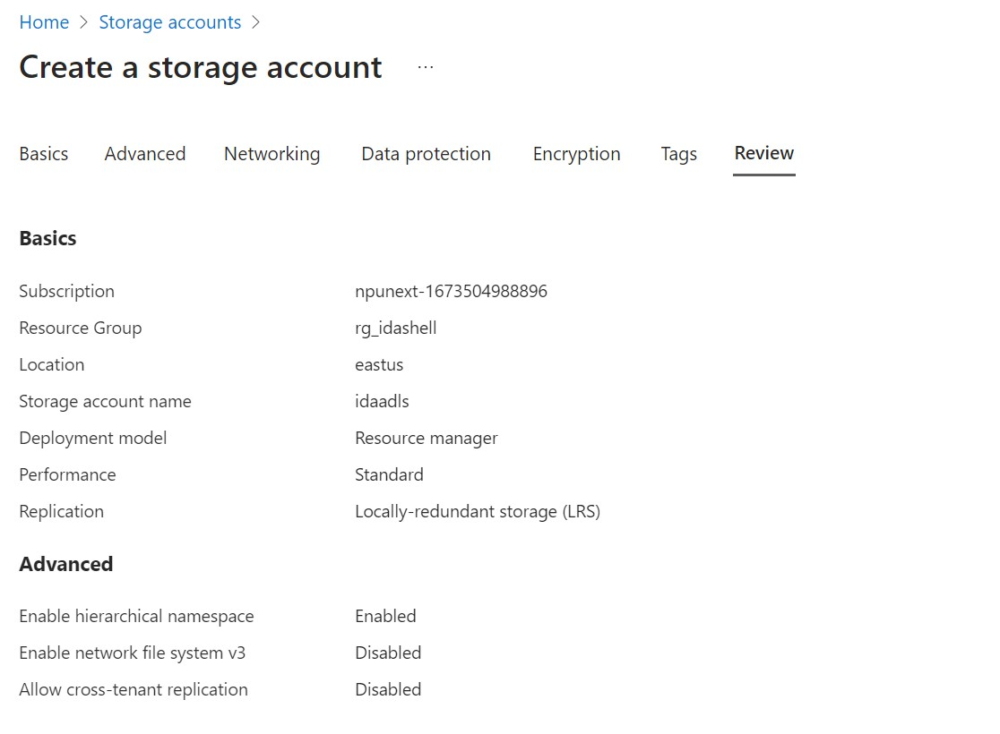 Home > Storage accounts >
Create a storage account ...
Basics Advanced Networking Data protection Encryption Tags Review
Basics
Subscription npunext-1673504988896
Resource Group rg_idashell
Location eastus
Storage account name idaadls
Deployment model Resource manager
Performance Standard
Replication Locally-redundant storage (LRS)
Advanced
Enable hierarchical namespace Enabled
Enable network file system v3 Disabled
Allow cross-tenant replication Disabled